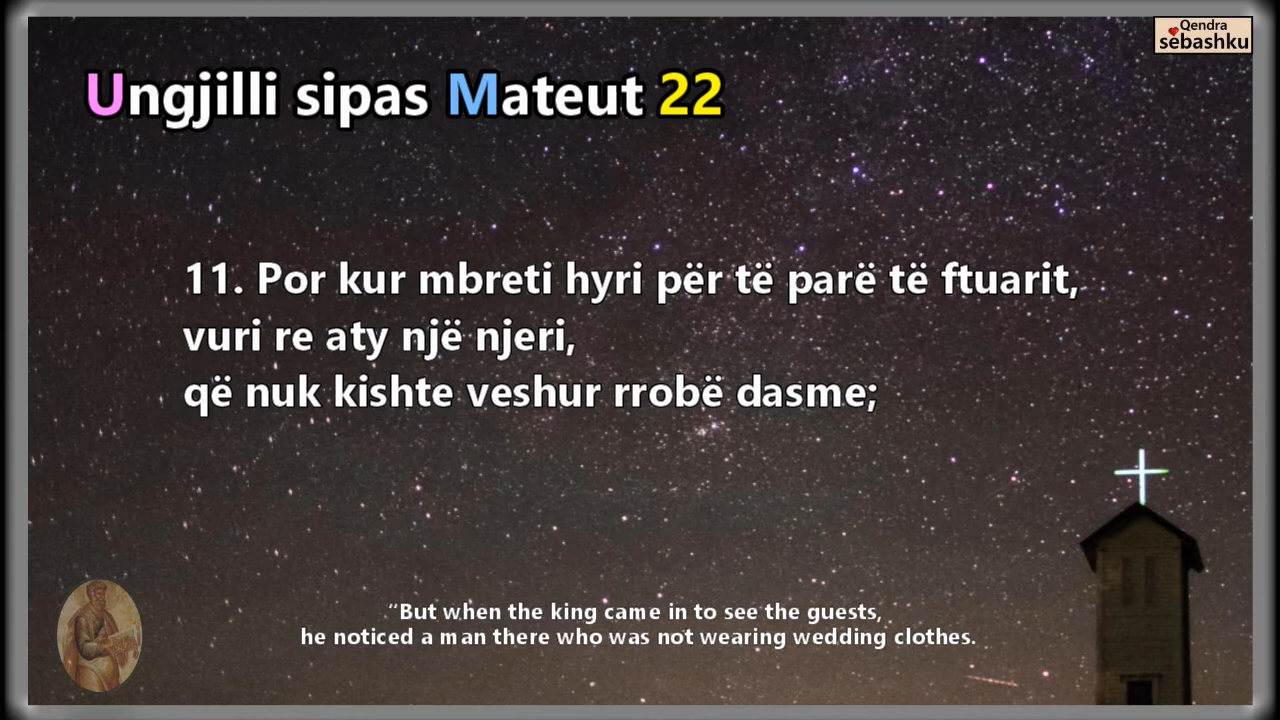 Qendra
sëbashku
Ungjilli sipas Mateut 22
11. Por kur mbreti hyri për të parë të ftuarit,
vuri re aty një njeri,
që nuk kishte veshur rrobë dasme;
“But when the king came in to see the guests,
he noticed a man there who was not wearing wedding clothes.